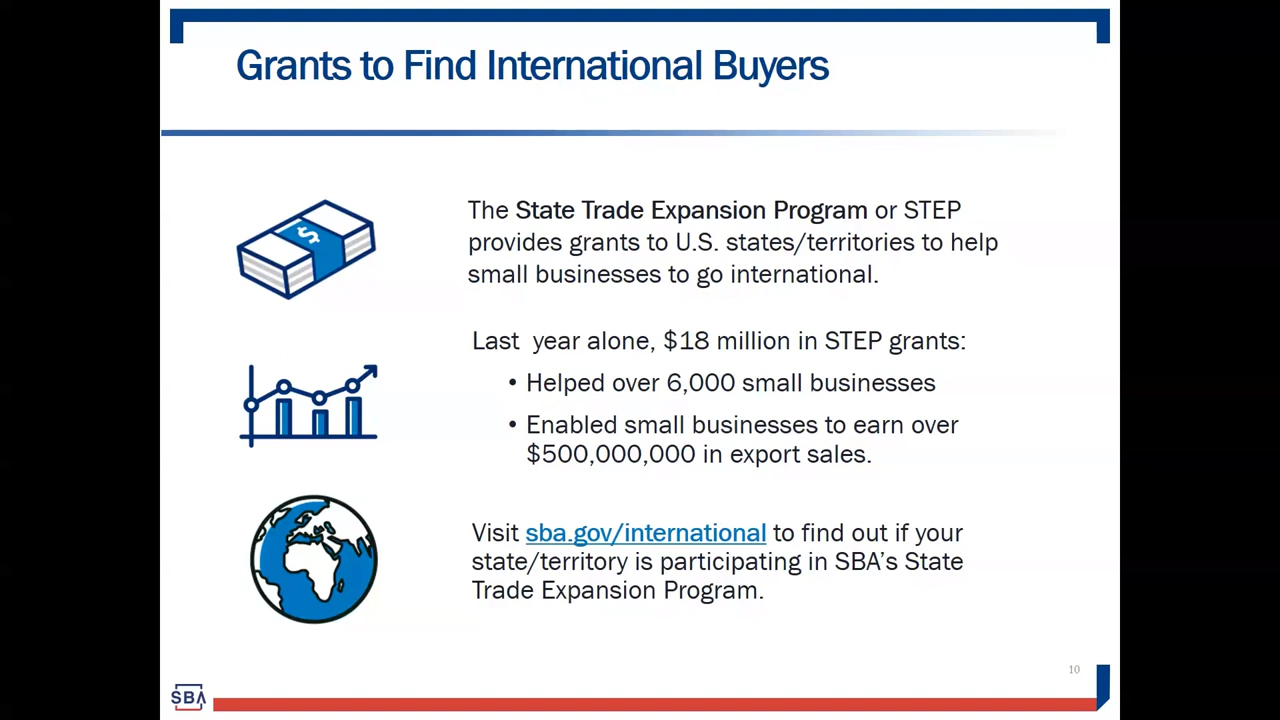 Grants to Find International Buyers
$
The State Trade Expansion Program or STEP
provides grants to U.S. states/territories to help
small businesses to go international.
Last year alone, $18 million in STEP grants:
• Helped over 6,000 small businesses
• Enabled small businesses to earn over
$500,000,000 in export sales.
Visit sba.gov/international to find out if your
state/territory is participating in SBA’s State
Trade Expansion Program.
10
SBA